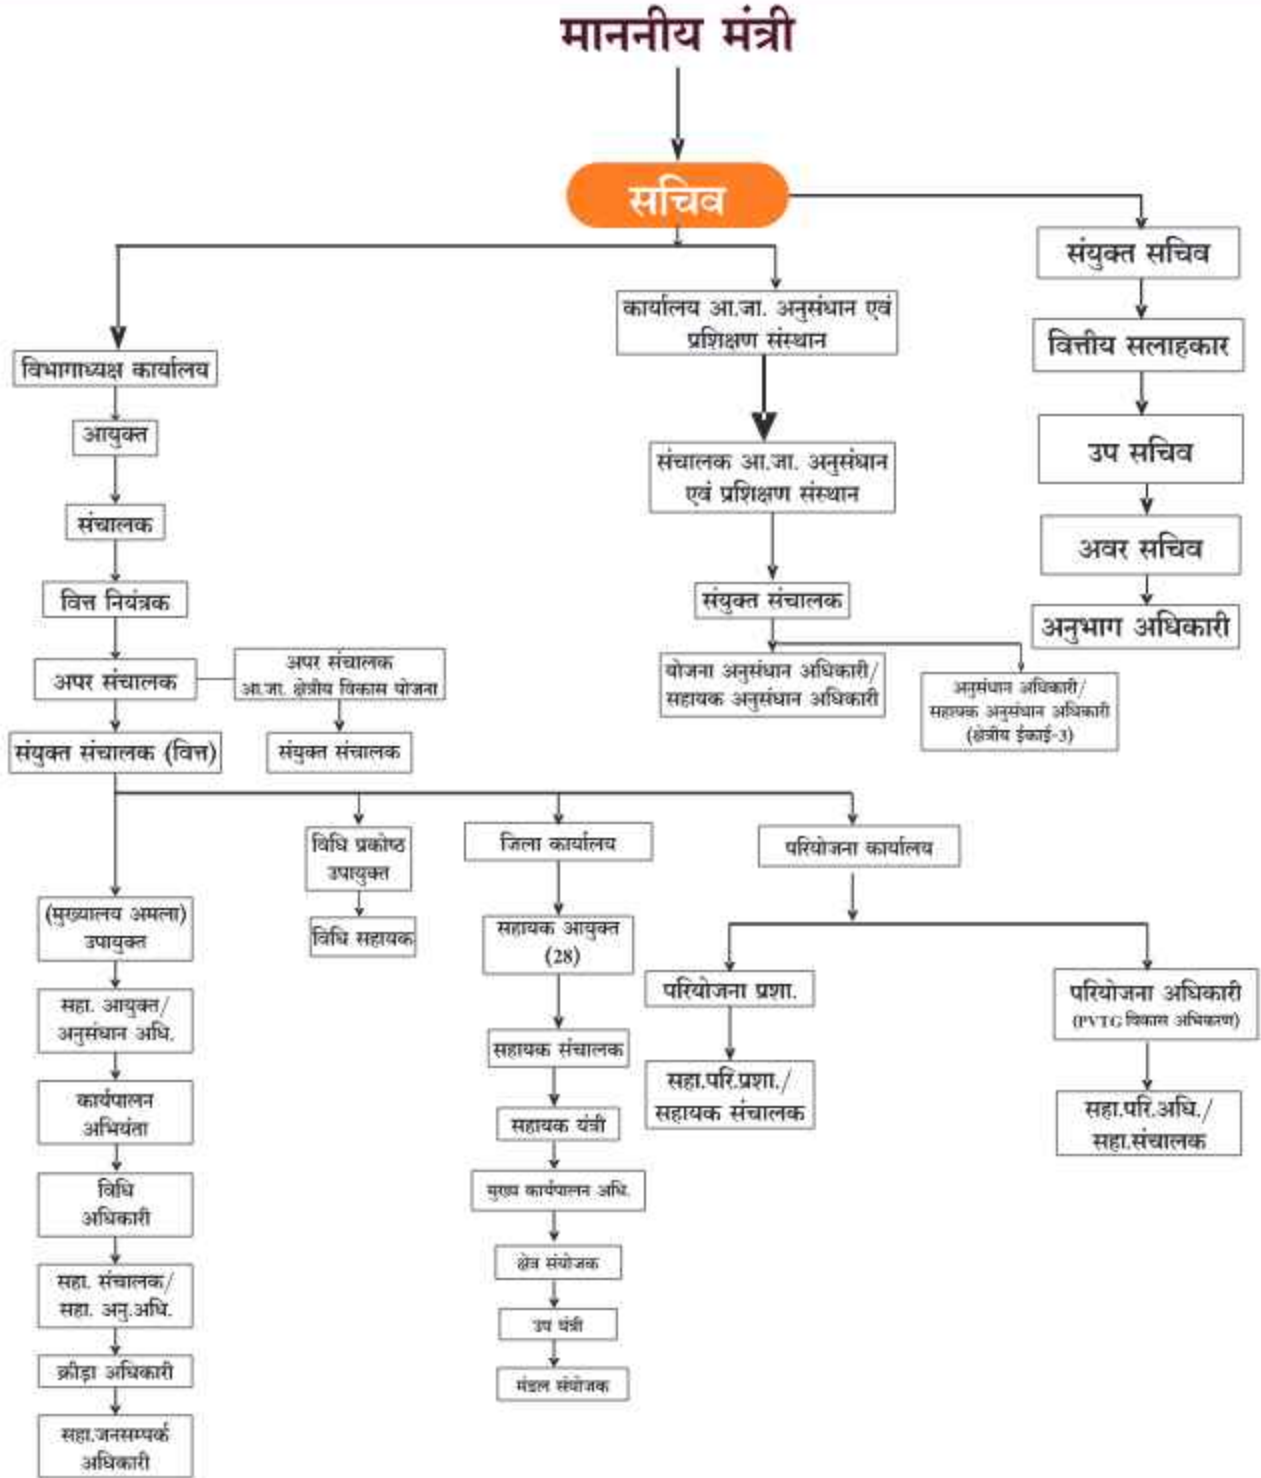 माननीय मंत्री
सचिव
संयुक्त सचिव
वित्तीय सलाहकार
उप सचिव
अवर सचिव
अनुभाग अधिकारी
कार्यालय आ.जा. अनुसंधान एवं
प्रशिक्षण संस्थान
संचालक आ.जा. अनुसंधान
एवं प्रशिक्षण संस्थान
संयुक्त संचालक
योजना अनुसंधान अधिकारी/
सहायक अनुसंधान अधिकारी
अनुसंधान अधिकारी/
सहायक अनुसंधान अधिकारी
(क्षेत्रीय ईकाई-3)
विभागाध्यक्ष कार्यालय
आयुक्त
संचालक
वित्त नियंत्रक
अपर संचालक
अपर संचालक
आ.जा. क्षेत्रीय विकास योजना
संयुक्त संचालक
संयुक्त संचालक (वित्त)
(मुख्यालय अमला)
उपायुक्त
सहा. आयुक्त/
अनुसंधान अधि.
कार्यपालन
अभियंता
विधि
अधिकारी
सहा. संचालक/
सहा. अनु.अधि.
क्रीड़ा अधिकारी
सहा.जनसम्पर्क
अधिकारी
विधि प्रकोष्ठ
उपायुक्त
विधि सहायक
जिला कार्यालय
सहायक आयुक्त
(28)
सहायक संचालक
सहायक यंत्री
मुख्य कार्यपालन अधि.
क्षेत्र संयोजक
उप यंत्री
मंडल संयोजक
परियोजना कार्यालय
परियोजना प्रशा.
सहा.परि.प्रशा./
सहायक संचालक
परियोजना अधिकारी
(PVTG विकास अभिकरण)
सहा.परि.अधि./
सहा.संचालक